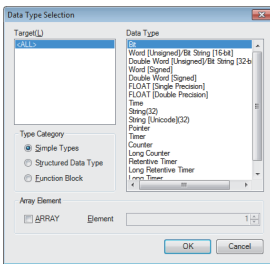 Data Type Selection
Target(L)
<ALL>
Data Type
Bit
Word [Unsigned]/Bit String [16-bit]
Double Word [Unsigned]/Bit String [32-b
Word [Signed]
Double Word [Signed]
FLOAT [Single Precision]
FLOAT [Double Precision]
Time
String(32)
String [Unicode](32)
Pointer
Timer
Counter
Long Counter
Retentive Timer
Long Retentive Timer
Long Timer
Type Category
Simple Types
Structured Data Type
Function Block
Array Element
ARRAY
Element
1
OK
Cancel